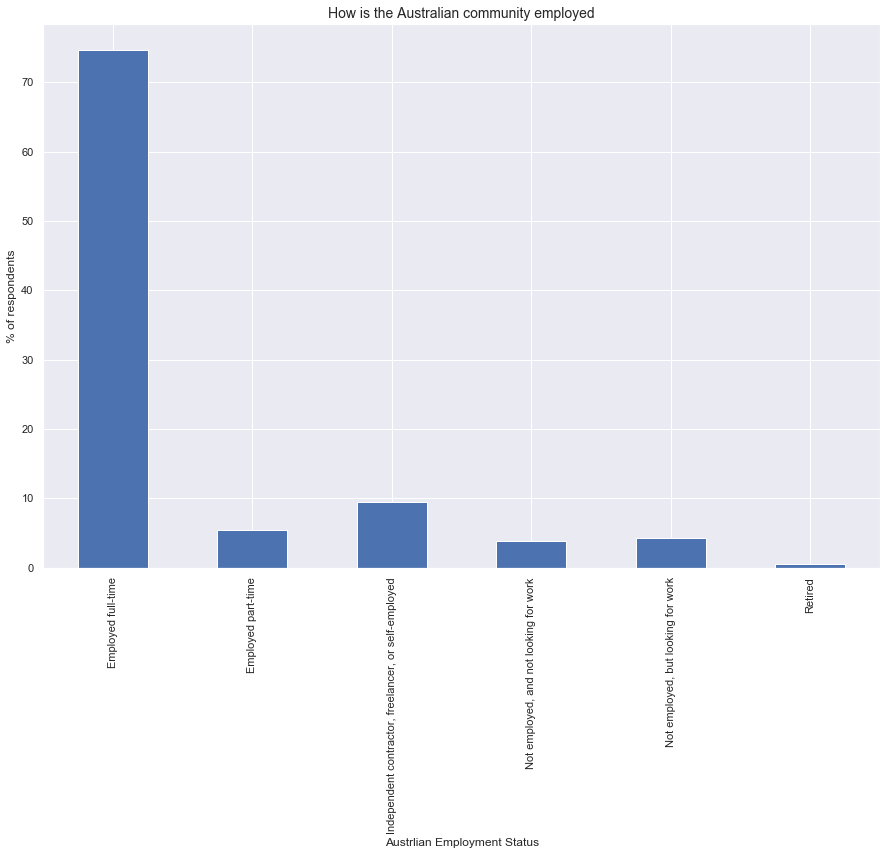 How is the Australian community employed
% of respondents
70
60
50
40
30
20
10
0
Employed full-time
Employed part-time
Independent contractor, freelancer, or self-employed
Not employed, and not looking for work
Not employed, but looking for work
Retired
Austrlian Employment Status